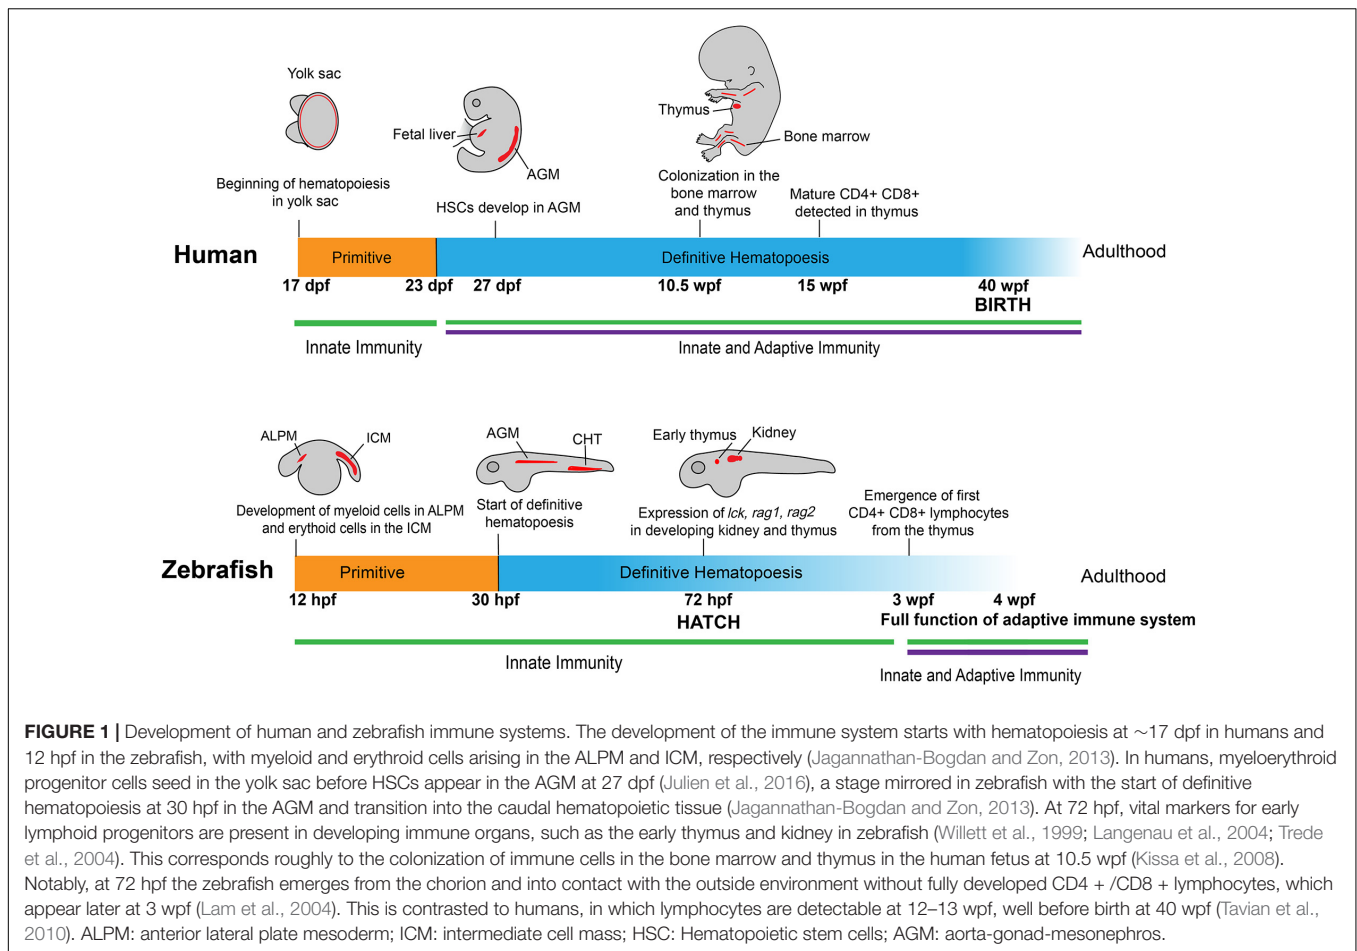 Yolk sac
Thymus
Bone marrow
Fetal liver
AGM
Beginning of hematopoiesis
in yolk sac
HSCs develop in AGM
Colonization in the
bone marrow
and thymus
Mature CD4+ CD8+
detected in thymus
Human
Primitive
Definitive Hematopoesis
Adulthood
17 dpf
23 dpf
27 dpf
10.5 wpf
15 wpf
40 wpf
BIRTH
Innate Immunity
Innate and Adaptive Immunity
ALPM
ICM
AGM
CHT
Early thymus
Kidney
Development of myeloid cells in ALPM
and erythoid cells in the ICM
Start of definitive
hematopoesis
Expression of lck, rag1, rag2
in developing kidney and thymus
Emergence of first
CD4+ CD8+ lymphocytes
from the thymus
Zebrafish
Primitive
Definitive Hematopoesis
Adulthood
12 hpf
30 hpf
72 hpf
HATCH
3 wpf
4 wpf
Full function of adaptive immune system
Innate Immunity
Innate and Adaptive Immunity
FIGURE 1 | Development of human and zebrafish immune systems. The development of the immune system starts with hematopoiesis at ∼17 dpf in humans and
12 hpf in the zebrafish, with myeloid and erythroid cells arising in the ALPM and ICM, respectively (Jagannathan-Bogdan and Zon, 2013). In humans, myeloerythroid
progenitor cells seed in the yolk sac before HSCs appear in the AGM at 27 dpf (Julien et al., 2016), a stage mirrored in zebrafish with the start of definitive
hematopoiesis at 30 hpf in the AGM and transition into the caudal hematopoietic tissue (Jagannathan-Bogdan and Zon, 2013). At 72 hpf, vital markers for early
lymphoid progenitors are present in developing immune organs, such as the early thymus and kidney in zebrafish (Willett et al., 1999; Langenau et al., 2004; Trede
et al., 2004). This corresponds roughly to the colonization of immune cells in the bone marrow and thymus in the human fetus at 10.5 wpf (Kissa et al., 2008).
Notably, at 72 hpf the zebrafish emerges from the chorion and into contact with the outside environment without fully developed CD4 + /CD8 + lymphocytes, which
appear later at 3 wpf (Lam et al., 2004). This is contrasted to humans, in which lymphocytes are detectable at 12–13 wpf, well before birth at 40 wpf (Tavian et al.,
2010). ALPM: anterior lateral plate mesoderm; ICM: intermediate cell mass; HSC: Hematopoietic stem cells; AGM: aorta-gonad-mesonephros.